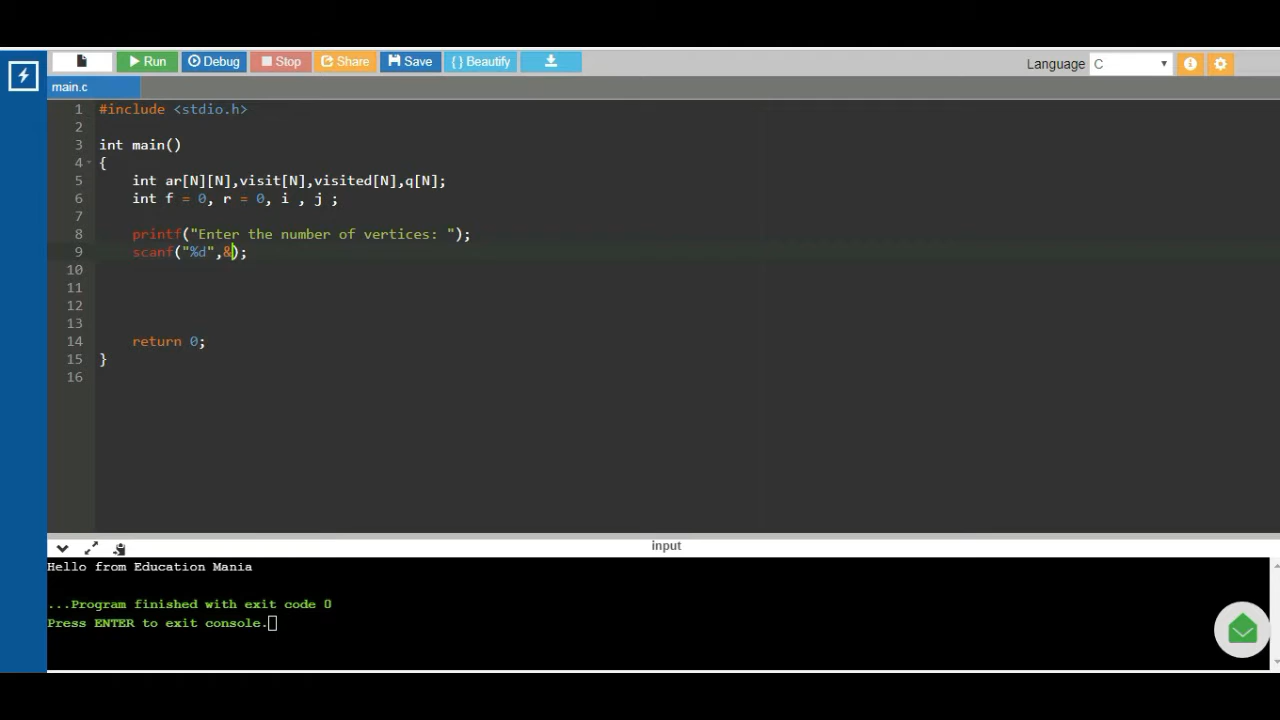 Run Debug Stop Share Save { } Beautify Language C
main.c
1 #include <stdio.h>
2
3 int main()
4 {
5 int ar[N][N],visit[N],visited[N],q[N];
6 int f = 0, r = 0, i , j ;
7
8 printf("Enter the number of vertices: ");
9 scanf("%d",&);
10
11
12
13
14 return 0;
15 }
16
input
Hello from Education Mania
...Program finished with exit code 0
Press ENTER to exit console.